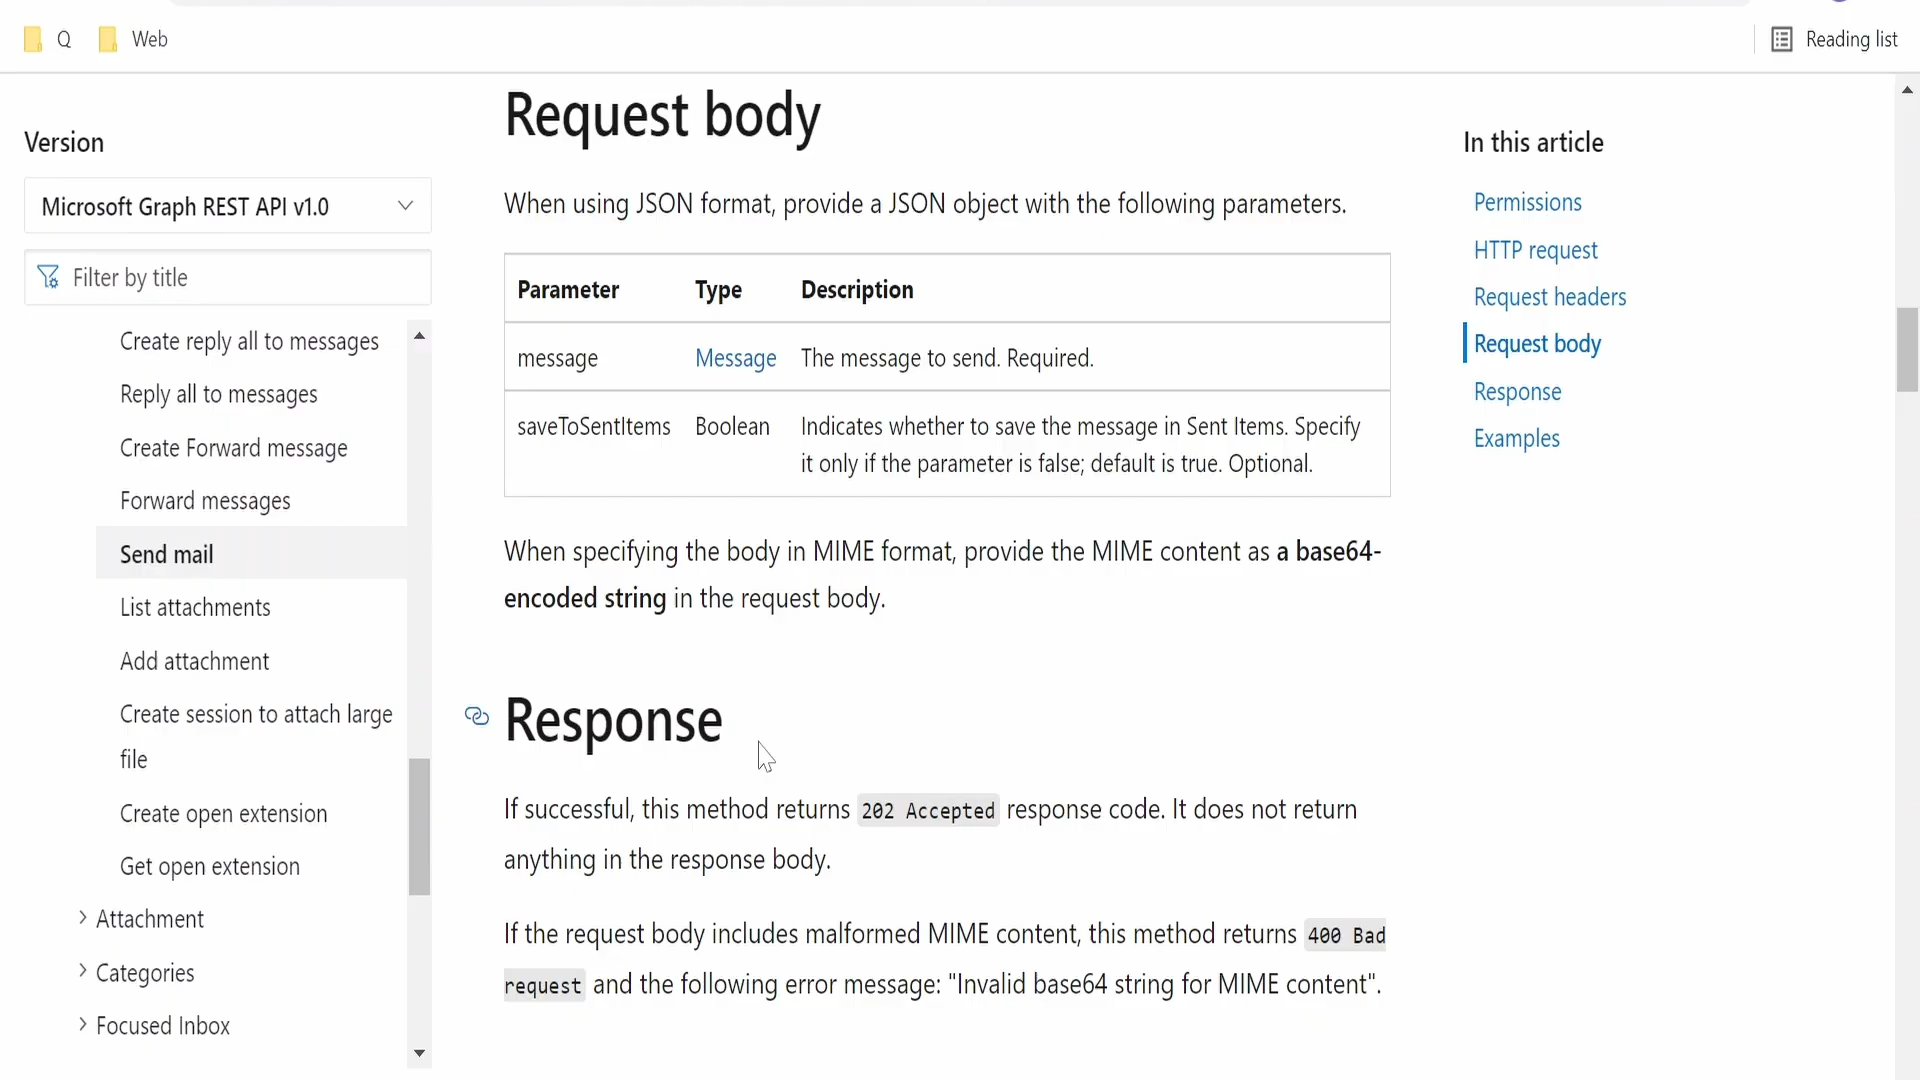 Q
Web
Reading list
Version
Microsoft Graph REST API v1.0
Filter by title
Create reply all to messages
Reply all to messages
Create Forward message
Forward messages
Send mail
List attachments
Add attachment
Create session to attach large
file
Create open extension
Get open extension
Attachment
Categories
Focused Inbox
Request body
When using JSON format, provide a JSON object with the following parameters.
Parameter Type Description
message Message The message to send. Required.
saveToSentItems Boolean Indicates whether to save the message in Sent Items. Specify
it only if the parameter is false; default is true. Optional.
When specifying the body in MIME format, provide the MIME content as a base64-
encoded string in the request body.
Response
If successful, this method returns 202 Accepted response code. It does not return
anything in the response body.
If the request body includes malformed MIME content, this method returns 400 Bad
request and the following error message: "Invalid base64 string for MIME content".
In this article
Permissions
HTTP request
Request headers
Request body
Response
Examples